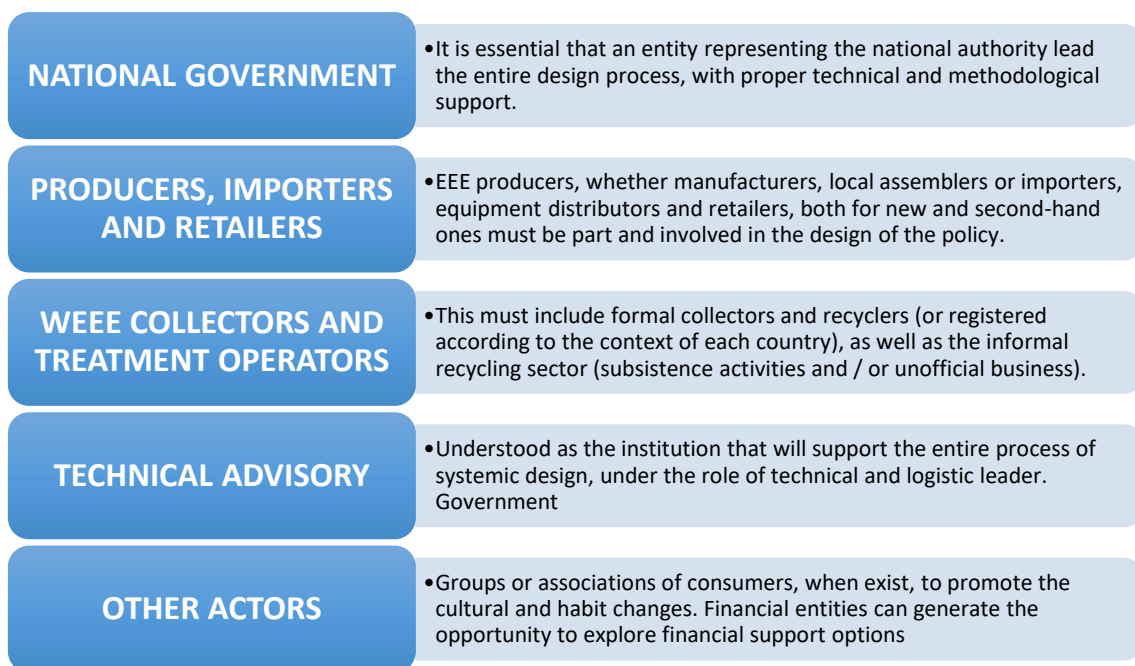 NATIONAL GOVERNMENT
•It is essential that an entity representing the national authority lead
the entire design process, with proper technical and methodological
support.
PRODUCERS, IMPORTERS
AND RETAILERS
•EEE producers, whether manufacturers, local assemblers or importers,
equipment distributors and retailers, both for new and second-hand
ones must be part and involved in the design of the policy.
WEEE COLLECTORS AND
TREATMENT OPERATORS
•This must include formal collectors and recyclers (or registered
according to the context of each country), as well as the informal
recycling sector (subsistence activities and / or unofficial business).
TECHNICAL ADVISORY
•Understood as the institution that will support the entire process of
systemic design, under the role of technical and logistic leader.
Government
OTHER ACTORS
•Groups or associations of consumers, when exist, to promote the
cultural and habit changes. Financial entities can generate the
opportunity to explore financial support options